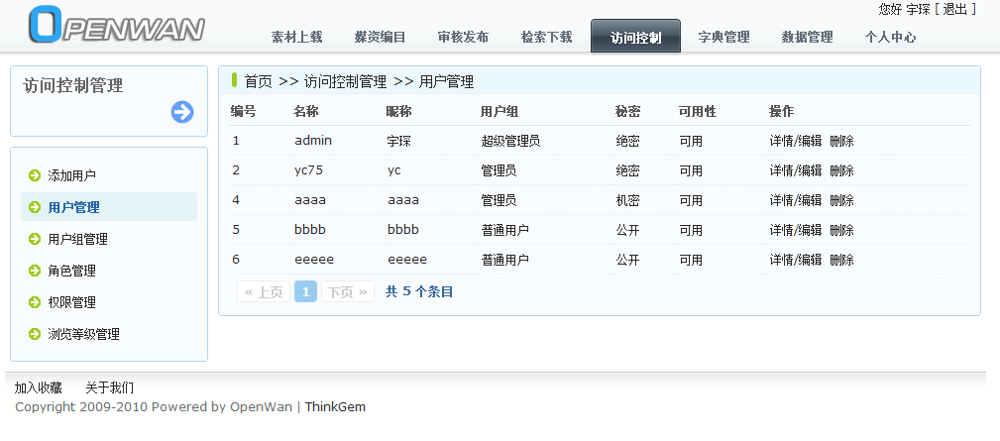 您好 宇琛 [ 退出 ]
OPENWAN
素材上载 媒资编目 审核发布 检索下载 访问控制 字典管理 数据管理 个人中心
访问控制管理
添加用户
用户管理
用户组管理
角色管理
权限管理
浏览等级管理
首页 >> 访问控制管理 >> 用户管理
编号 名称 昵称 用户组 秘密 可用性 操作
1 admin 宇琛 超级管理员 绝密 可用 详情/编辑 删除
2 yc75 yc 管理员 绝密 可用 详情/编辑 删除
4 aaaa aaaa 管理员 机密 可用 详情/编辑 删除
5 bbbb bbbb 普通用户 公开 可用 详情/编辑 删除
6 eeeee eeeee 普通用户 公开 可用 详情/编辑 删除
« 上页 1 下页 » 共 5 个条目
加入收藏 关于我们
Copyright 2009-2010 Powered by OpenWan | ThinkGem